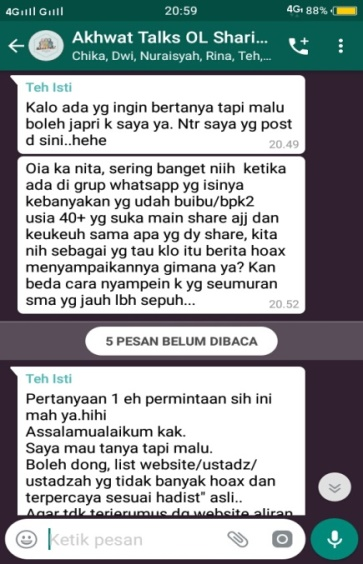 4G 4G 20:59 4G 88%
Akhwat Talks OL Shari...
Chika, Dwi, Nuraisyah, Rina, Teh,...
Teh Isti
Kalo ada yg ingin bertanya tapi malu
boleh japri k saya ya. Ntr saya yg post
d sini..hehe
20.49
Oia ka nita, sering banget niih ketika
ada di grup whatsapp yg isinya
kebanyakan yg udah buibu/bpk2
usia 40+ yg suka main share ajj dan
keukeuh sama apa yg dy share, kita
nih sebagai yg tau klo itu berita hoax
menyampaikannya gimana ya? Kan
beda cara nyampein k yg seumuran
sma yg jauh lbh sepuh...
20.52
5 PESAN BELUM DIBACA
Teh Isti
Pertanyaan 1 eh permintaan sih ini
mah ya.hihi
Assalamualaikum kak.
Saya mau tanya tapi malu.
Boleh dong, list website/ustadz/
ustadzah yg tidak banyak hoax dan
terpercaya sesuai hadist" asli..
Agar tdk terjerumus dg website aliran
Ketik pesan